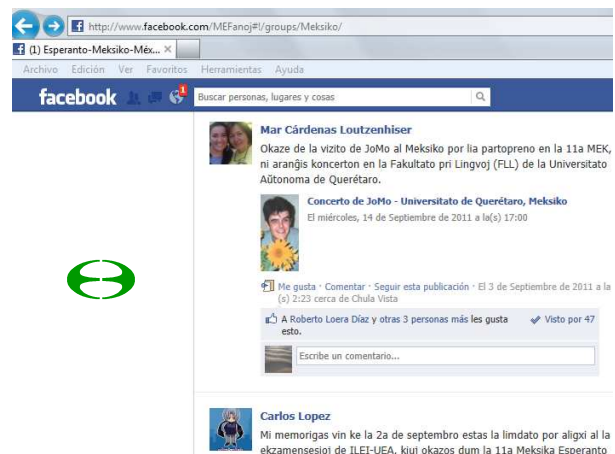 http://www.facebook.com/MEFanoj#!/groups/Meksiko/
(1) Esperanto-Meksiko-Méx... ×
Archivo Edición Ver Favoritos Herramientas Ayuda
facebook 1 Buscar personas, lugares y cosas
Mar Cárdenas Loutzenhiser
Okaze de la vizito de JoMo al Meksiko por lia partopreno en la 11a MEK,
ni aranĝis koncerton en la Fakultato pri Lingvoj (FLL) de la Universitato
Aŭtonoma de Querétaro.
Concerto de JoMo - Universitato de Querétaro, Meksiko
El miércoles, 14 de Septiembre de 2011 a la(s) 17:00
Me gusta · Comentar · Seguir esta publicación · El 3 de Septiembre de 2011 a la
(s) 2:23 cerca de Chula Vista
A Roberto Loera Díaz y otras 3 personas más les gusta
esto.
Visto por 47
Escribe un comentario...
Carlos Lopez
Mi memorigas vin ke la 2a de septembro estas la limdato por aligxi al la
ekzamensesioj de ILEI-UEA, kiuj okazos dum la 11a Meksika Esperanto